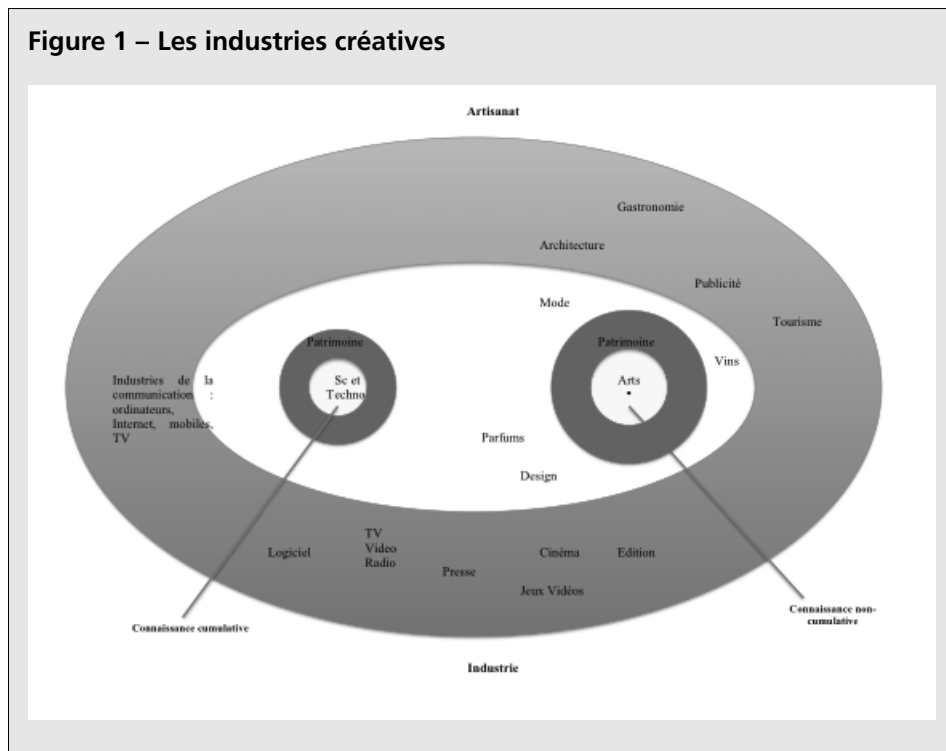 Figure 1 – Les industries créatives
Artisanat
Gastronomie
Architecture
Publicité
Mode
Tourisme
Patrimoine
Patrimoine
Vins
Industries de la
communication :
ordinateurs,
Internet, mobiles,
TV
Sc et
Techno
Arts
Parfums
Design
TV
Video
Radio
Logiciel
Presse
Cinéma
Edition
Jeux Vidéos
Connaissance cumulative
Connaissance non-
cumulative
Industrie